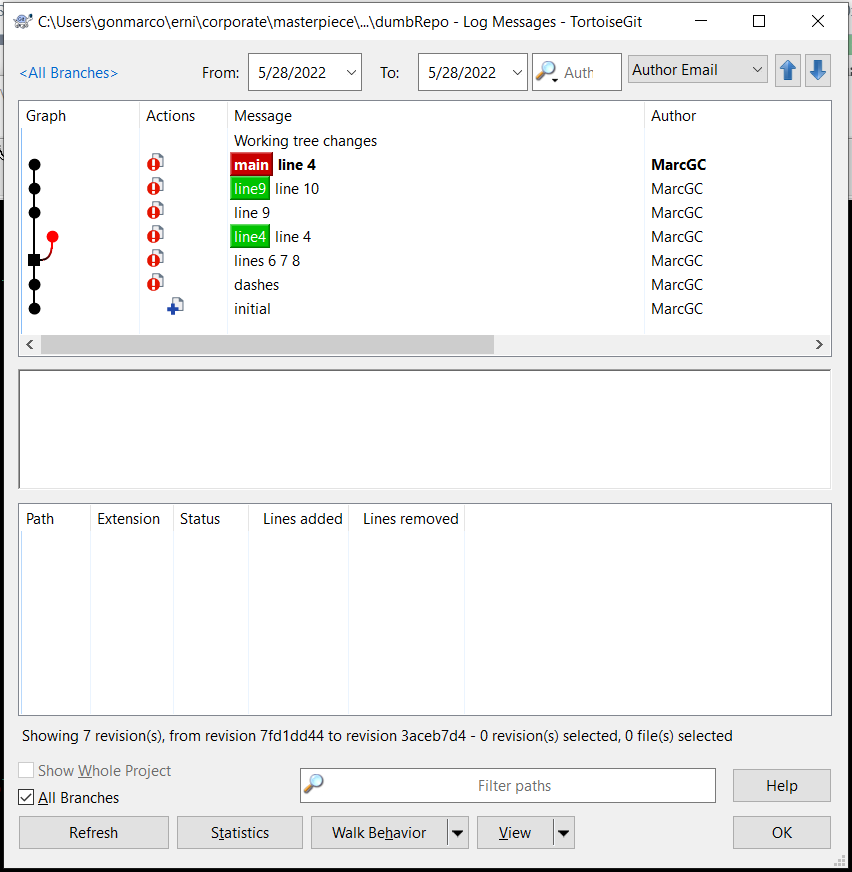 C:\Users\gonmarco\erni\corporate\masterpiece\...\dumbRepo - Log Messages - TortoiseGit
<All Branches> From: 5/28/2022 To: 5/28/2022 Auth Author Email
Graph Actions Message Author
Working tree changes
main line 4 MarcGC
line9 line 10 MarcGC
line 9 MarcGC
line4 line 4 MarcGC
lines 6 7 8 MarcGC
dashes MarcGC
initial MarcGC
Path Extension Status Lines added Lines removed
Showing 7 revision(s), from revision 7fd1dd44 to revision 3aceb7d4 - 0 revision(s) selected, 0 file(s) selected
Show Whole Project
All Branches
Filter paths
Help
Refresh Statistics Walk Behavior View OK